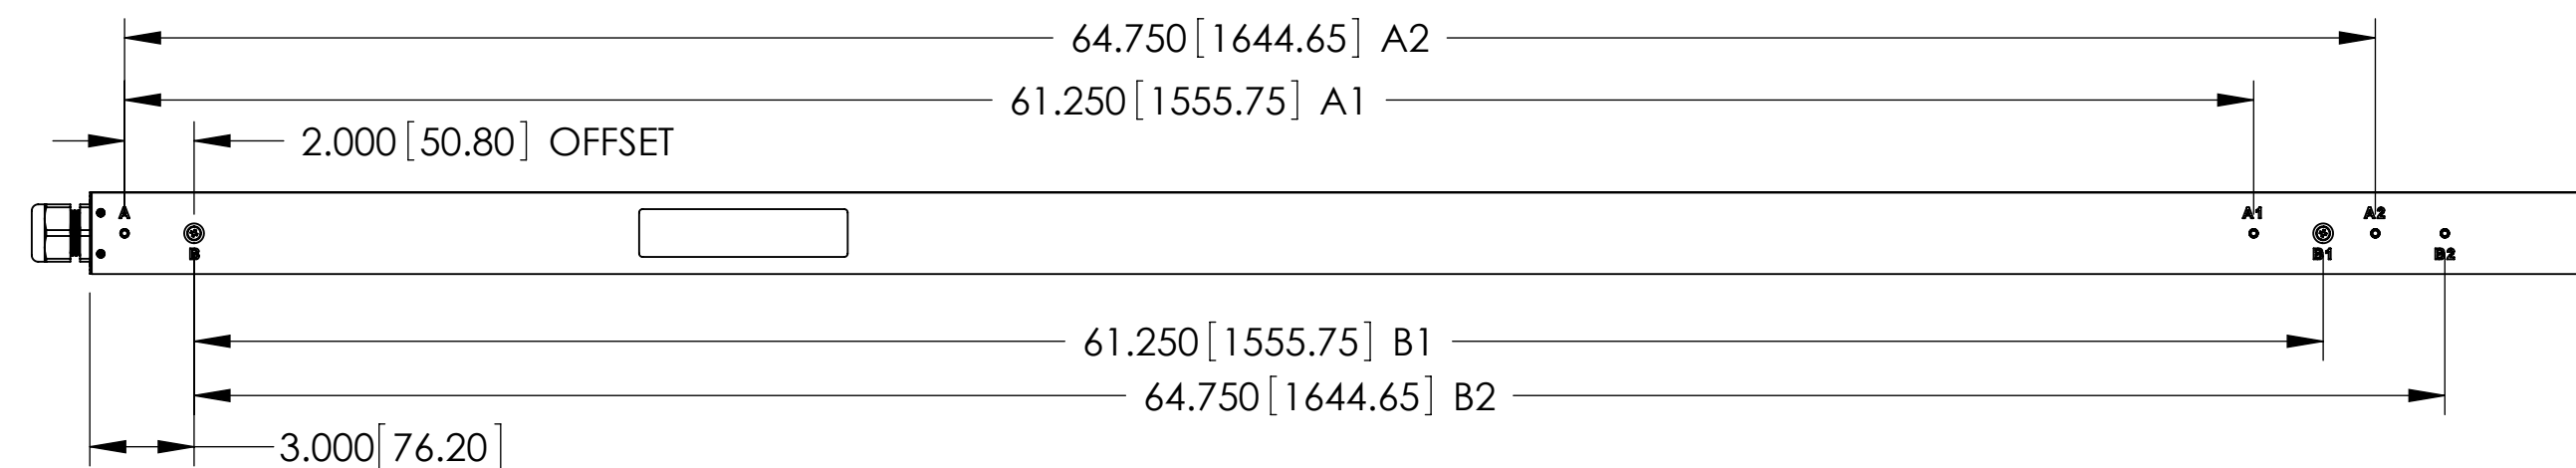 64.750[1644.65] A2
61.250[1555.75] A1
2.000[50.80] OFFSET
A
A1
A2
B
B1
B2
61.250[1555.75] B1
64.750[1644.65] B2
3.000[76.20]